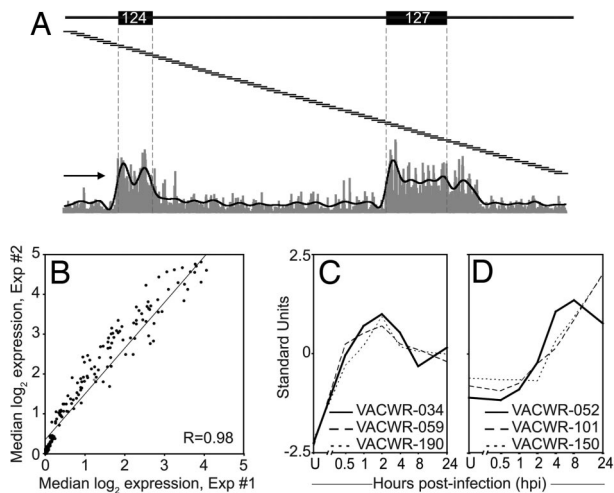 A
124
127
B
Median log2 expression, Exp #2
5
4
3
2
1
0
0
1
2
3
4
5
R=0.98
Median log2 expression, Exp #1
C
Standard Units
2.5
0
-2.5
VACWR-034
VACWR-059
VACWR-190
U
0.5
1
2
4
8
24
D
VACWR-052
VACWR-101
VACWR-150
U
0.5
1
2
4
8
24
Hours post-infection (hpi)